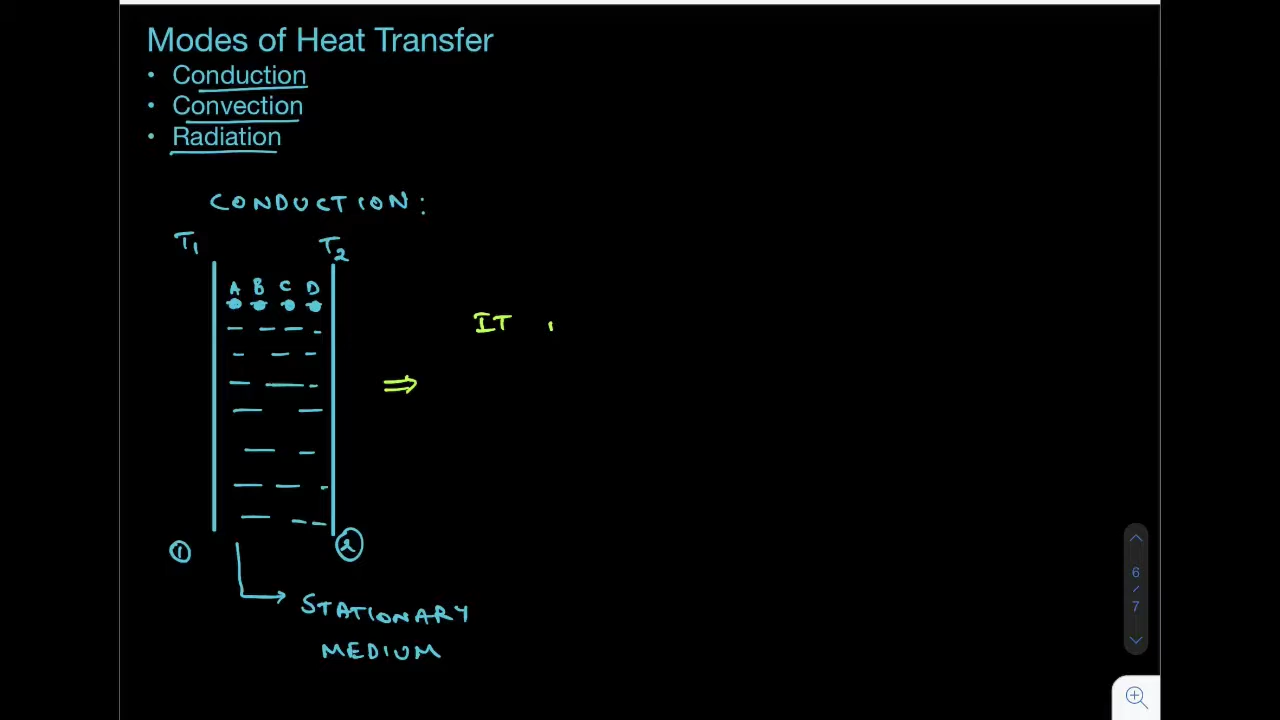 Modes of Heat Transfer
• Conduction
• Convection
• Radiation
CONDUCTION:
T1 T2
A B C D
⇒ IT
1 2
STATIONARY
MEDIUM
6
/
7